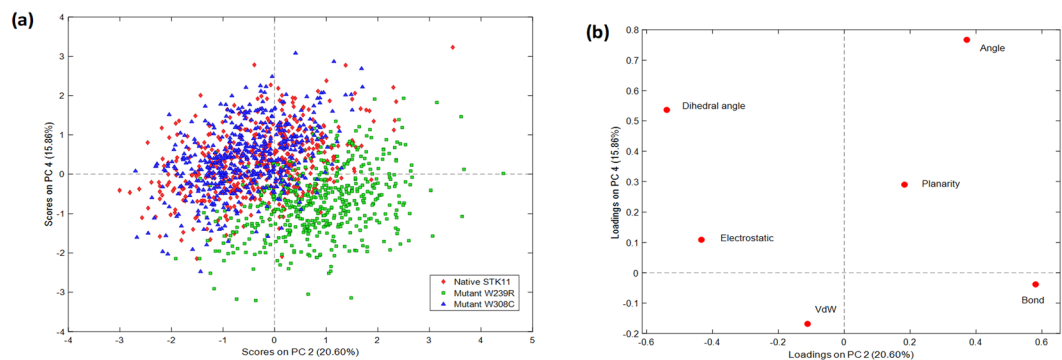 (a)
4
3
2
1
0
-1
-2
-3
-4
Scores on PC 4 (15.86%)
-4 -3 -2 -1 0 1 2 3 4 5
Scores on PC 2 (20.60%)
Native STK11
Mutant W239R
Mutant W308C
(b)
0.8
0.7
0.6
0.5
0.4
0.3
0.2
0.1
0
-0.1
-0.2
Loadings on PC 4 (15.86%)
Angle
Dihedral angle
Planarity
Electrostatic
VdW
Bond
-0.6 -0.4 -0.2 0 0.2 0.4 0.6
Loadings on PC 2 (20.60%)